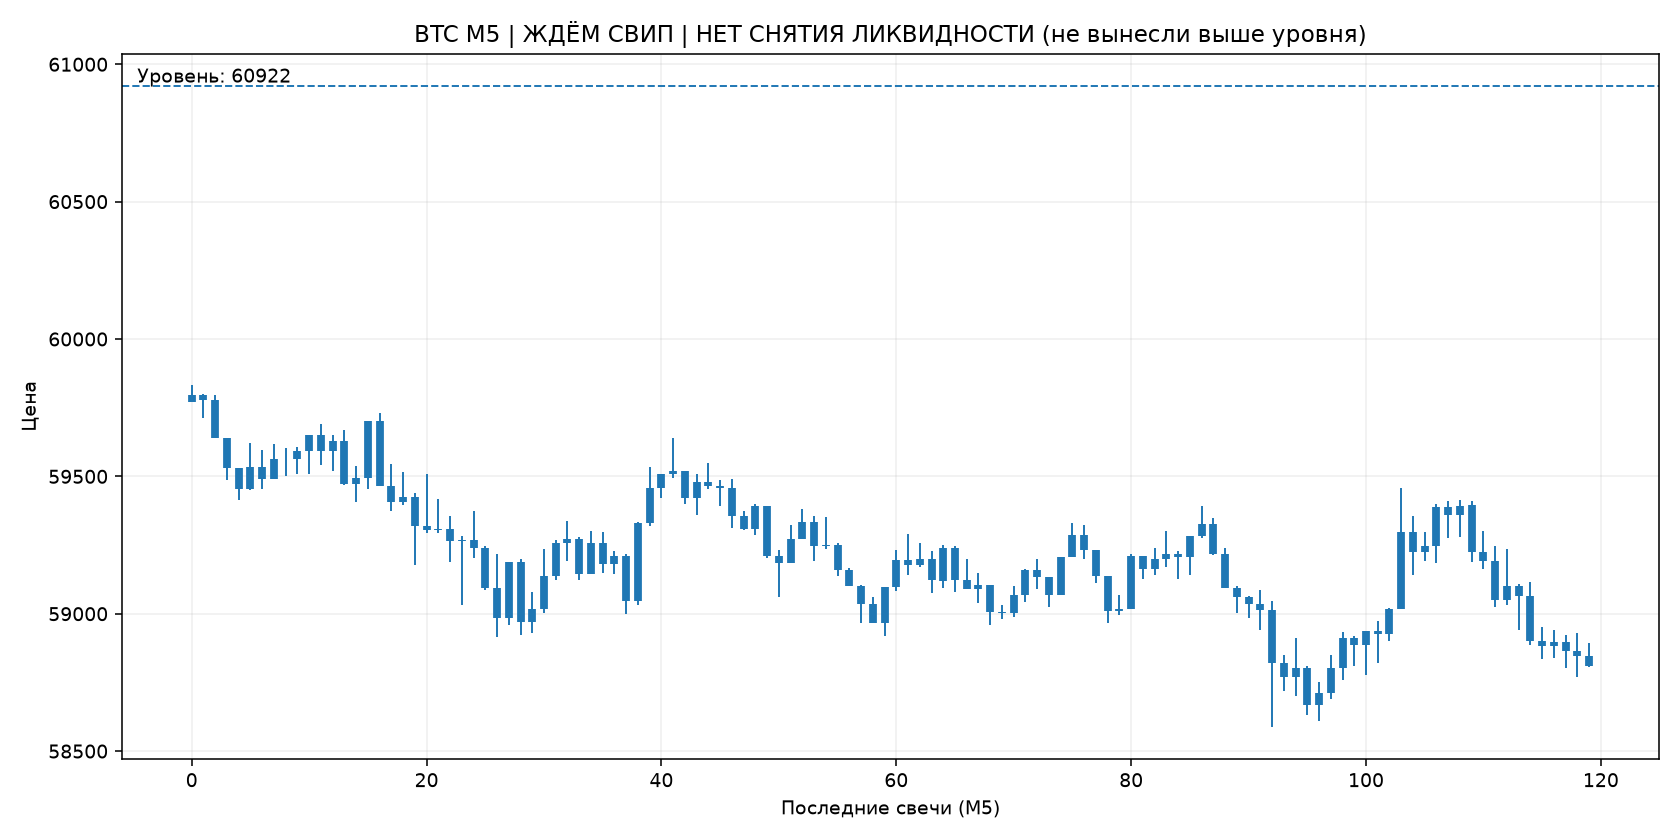 BTC M5 | ЖДЁМ СВИП | НЕТ СНЯТИЯ ЛИКВИДНОСТИ (не вынесли выше уровня)
61000
Уровень: 60922
60500
60000
Цена
59500
59000
58500
0 20 40 60 80 100 120
Последние свечи (M5)